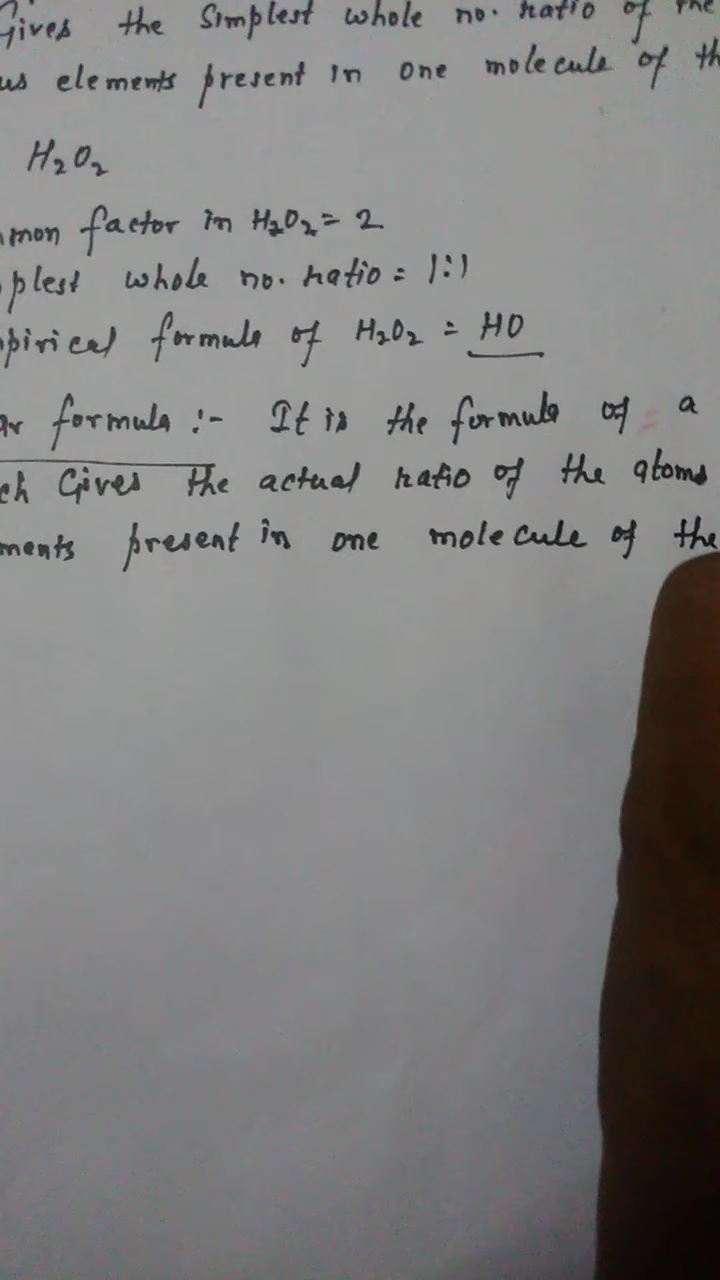 Gives the Simplest whole no. ratio of the
us elements present in one molecule of th
H₂O₂
mmon factor in H₂O₂ = 2
plest whole no. ratio = 1:1
pirical formula of H₂O₂ = HO
ar formula :- It is the formula of a
ch Gives the actual ratio of the atoms
ments present in one molecule of the